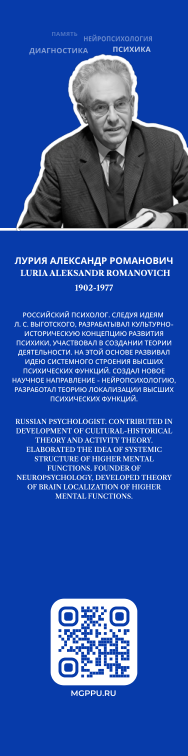 ПАМЯТЬ
НЕЙРОПСИХОЛОГИЯ
ДИАГНОСТИКА
ПСИХИКА
ЛУРИЯ АЛЕКСАНДР РОМАНОВИЧ
LURIA ALEKSANDR ROMANOVICH
1902-1977
РОССИЙСКИЙ ПСИХОЛОГ. СЛЕДУЯ ИДЕЯМ
Л. С. ВЫГОТСКОГО, РАЗРАБАТЫВАЛ КУЛЬТУРНО-
ИСТОРИЧЕСКУЮ КОНЦЕПЦИЮ РАЗВИТИЯ
ПСИХИКИ, УЧАСТВОВАЛ В СОЗДАНИИ ТЕОРИИ
ДЕЯТЕЛЬНОСТИ. НА ЭТОЙ ОСНОВЕ РАЗВИВАЛ
ИДЕЮ СИСТЕМНОГО СТРОЕНИЯ ВЫСШИХ
ПСИХИЧЕСКИХ ФУНКЦИЙ. СОЗДАЛ НОВОЕ
НАУЧНОЕ НАПРАВЛЕНИЕ - НЕЙРОПСИХОЛОГИЮ,
РАЗРАБОТАЛ ТЕОРИЮ ЛОКАЛИЗАЦИИ ВЫСШИХ
ПСИХИЧЕСКИХ ФУНКЦИЙ.
RUSSIAN PSYCHOLOGIST. CONTRIBUTED IN
DEVELOPMENT OF CULTURAL-HISTORICAL
THEORY AND ACTIVITY THEORY.
ELABORATED THE IDEA OF SYSTEMIC
STRUCTURE OF HIGHER MENTAL
FUNCTIONS. FOUNDER OF
NEUROPSYCHOLOGY, DEVELOPED THEORY
OF BRAIN LOCALIZATION OF HIGHER
MENTAL FUNCTIONS.
MGPPU.RU